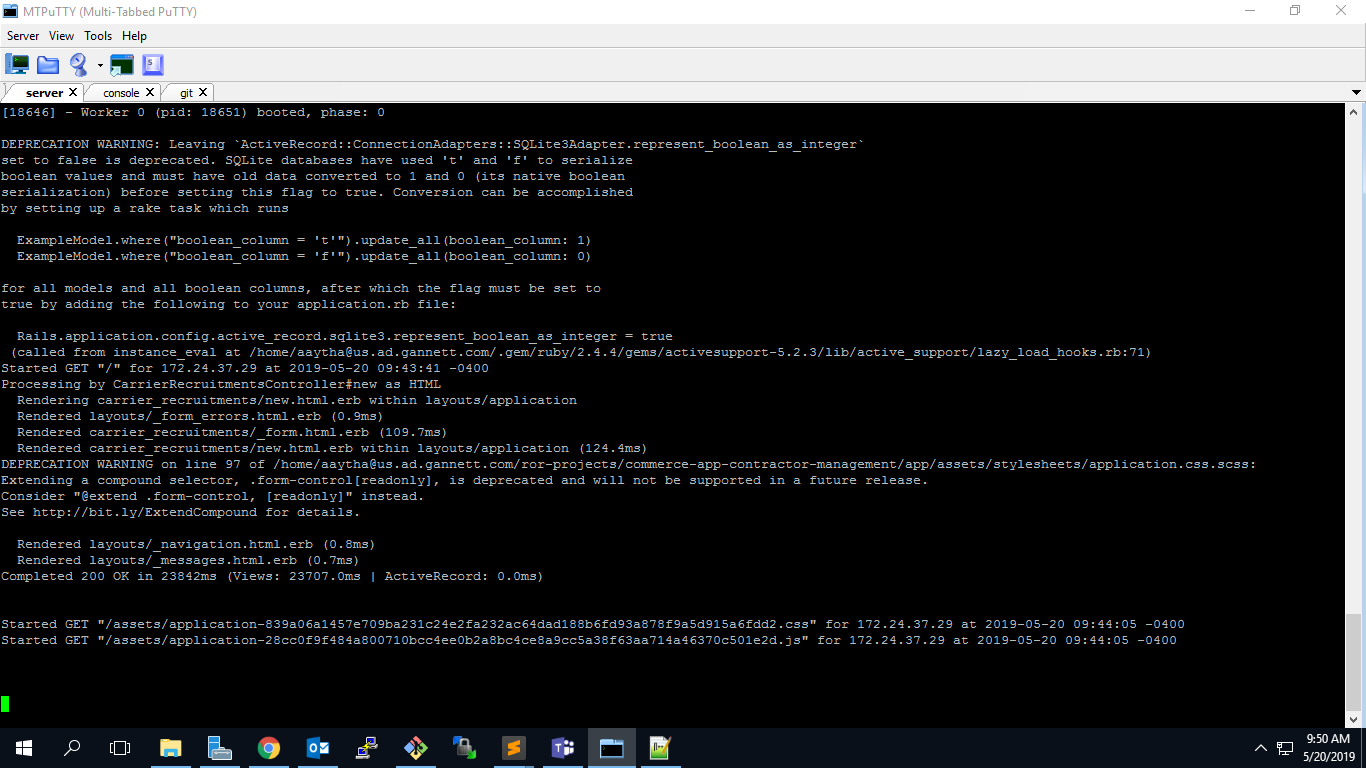 MTPuTTY (Multi-Tabbed PuTTY)
Server View Tools Help
server X console X git X
[18646] - Worker 0 (pid: 18651) booted, phase: 0
DEPRECATION WARNING: Leaving `ActiveRecord::ConnectionAdapters::SQLite3Adapter.represent_boolean_as_integer`
set to false is deprecated. SQLite databases have used 't' and 'f' to serialize
boolean values and must have old data converted to 1 and 0 (its native boolean
serialization) before setting this flag to true. Conversion can be accomplished
by setting up a rake task which runs
ExampleModel.where("boolean_column = 't'").update_all(boolean_column: 1)
ExampleModel.where("boolean_column = 'f'").update_all(boolean_column: 0)
for all models and all boolean columns, after which the flag must be set to
true by adding the following to your application.rb file:
Rails.application.config.active_record.sqlite3.represent_boolean_as_integer = true
(called from instance_eval at /home/aaytha@us.ad.gannett.com/.gem/ruby/2.4.4/gems/activesupport-5.2.3/lib/active_support/lazy_load_hooks.rb:71)
Started GET "/" for 172.24.37.29 at 2019-05-20 09:43:41 -0400
Processing by CarrierRecruitmentsController#new as HTML
Rendering carrier_recruitments/new.html.erb within layouts/application
Rendered layouts/_form_errors.html.erb (0.9ms)
Rendered carrier_recruitments/_form.html.erb (109.7ms)
Rendered carrier_recruitments/new.html.erb within layouts/application (124.4ms)
DEPRECATION WARNING on line 97 of /home/aaytha@us.ad.gannett.com/ror-projects/commerce-app-contractor-management/app/assets/stylesheets/application.css.scss:
Extending a compound selector, .form-control[readonly], is deprecated and will not be supported in a future release.
Consider "@extend .form-control, [readonly]" instead.
See http://bit.ly/ExtendCompound for details.
Rendered layouts/_navigation.html.erb (0.8ms)
Rendered layouts/_messages.html.erb (0.7ms)
Completed 200 OK in 23842ms (Views: 23707.0ms | ActiveRecord: 0.0ms)
Started GET "/assets/application-839a06a1457e709ba231c24e2fa232ac64dad188b6fd93a878f9a5d915a6fdd2.css" for 172.24.37.29 at 2019-05-20 09:44:05 -0400
Started GET "/assets/application-28cc0f9f484a800710bcc4ee0b2a8bc4ce8a9cc5a38f63aa714a46370c501e2d.js" for 172.24.37.29 at 2019-05-20 09:44:05 -0400
9:50 AM
5/20/2019